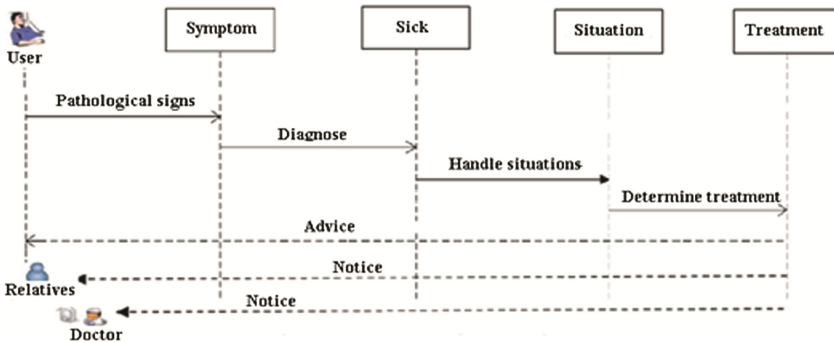 User
Symptom
Sick
Situation
Treatment
Pathological signs
Diagnose
Handle situations
Determine treatment
Advice
Notice
Relatives
Notice
Doctor